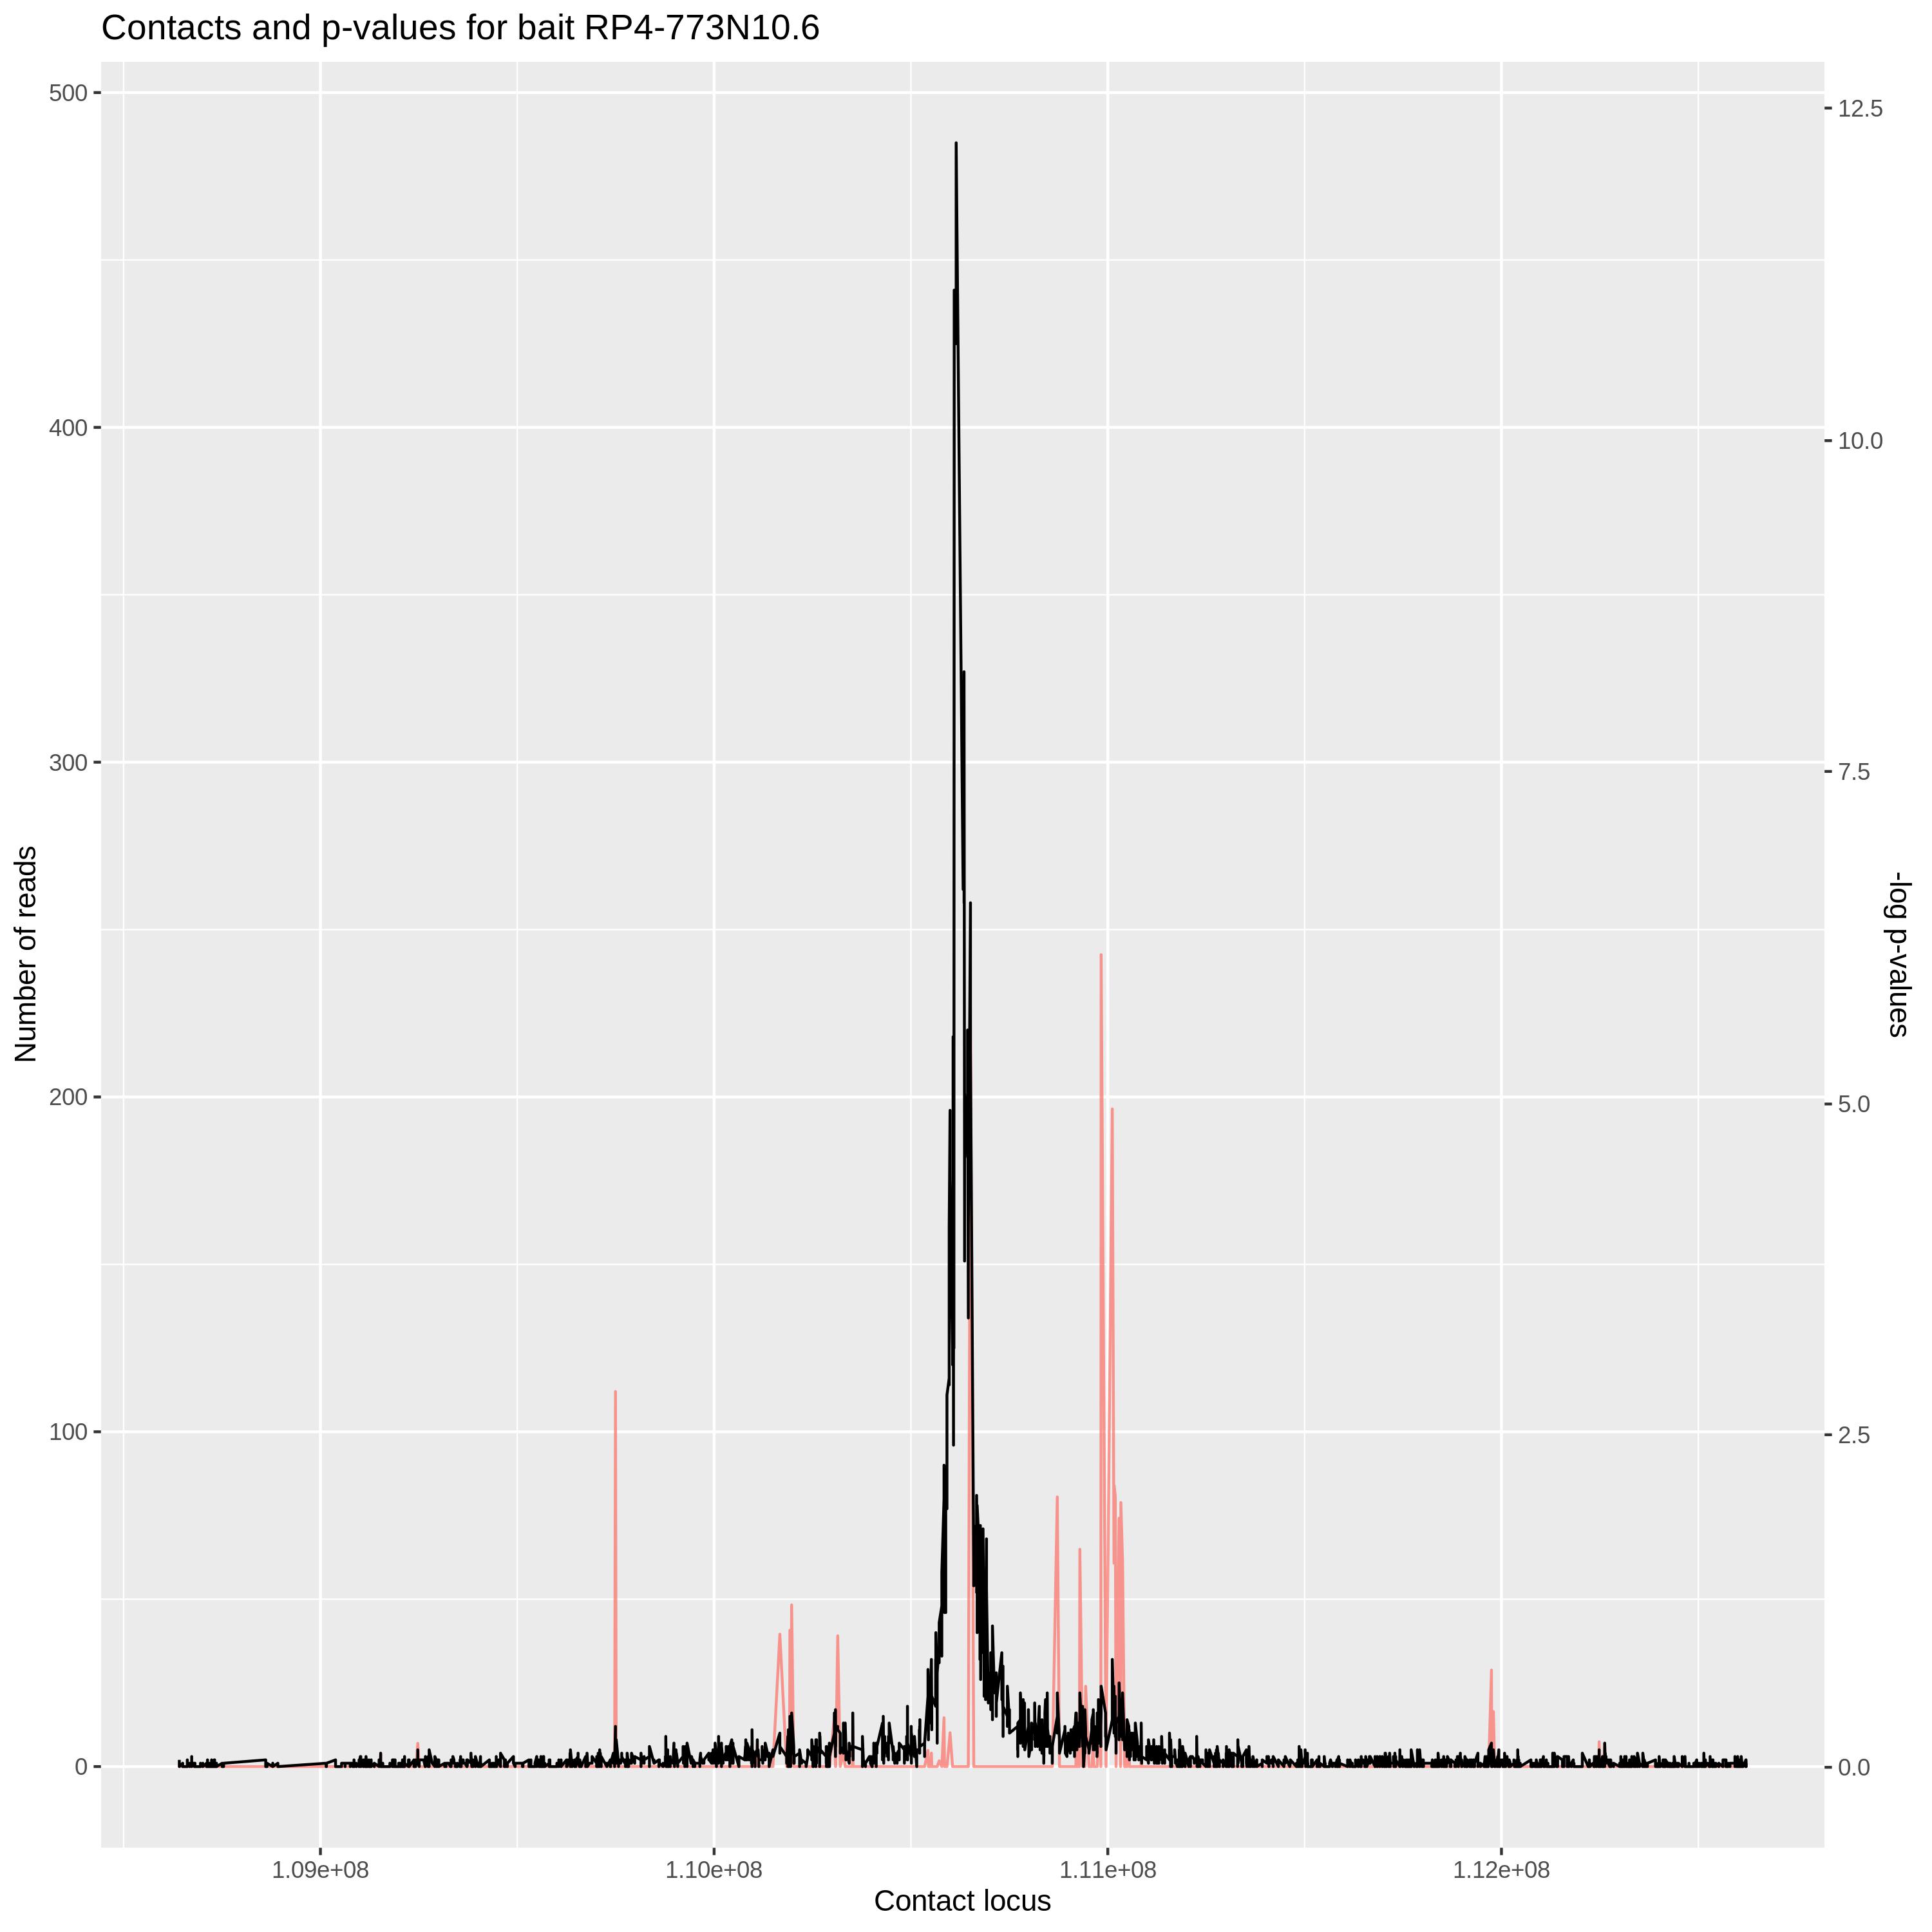 Contacts and p-values for bait RP4-773N10.6
500
400
300
200
100
0
Number of reads
12.5
10.0
7.5
5.0
2.5
0.0
-log p-values
1.09e+08
1.10e+08
1.11e+08
1.12e+08
Contact locus